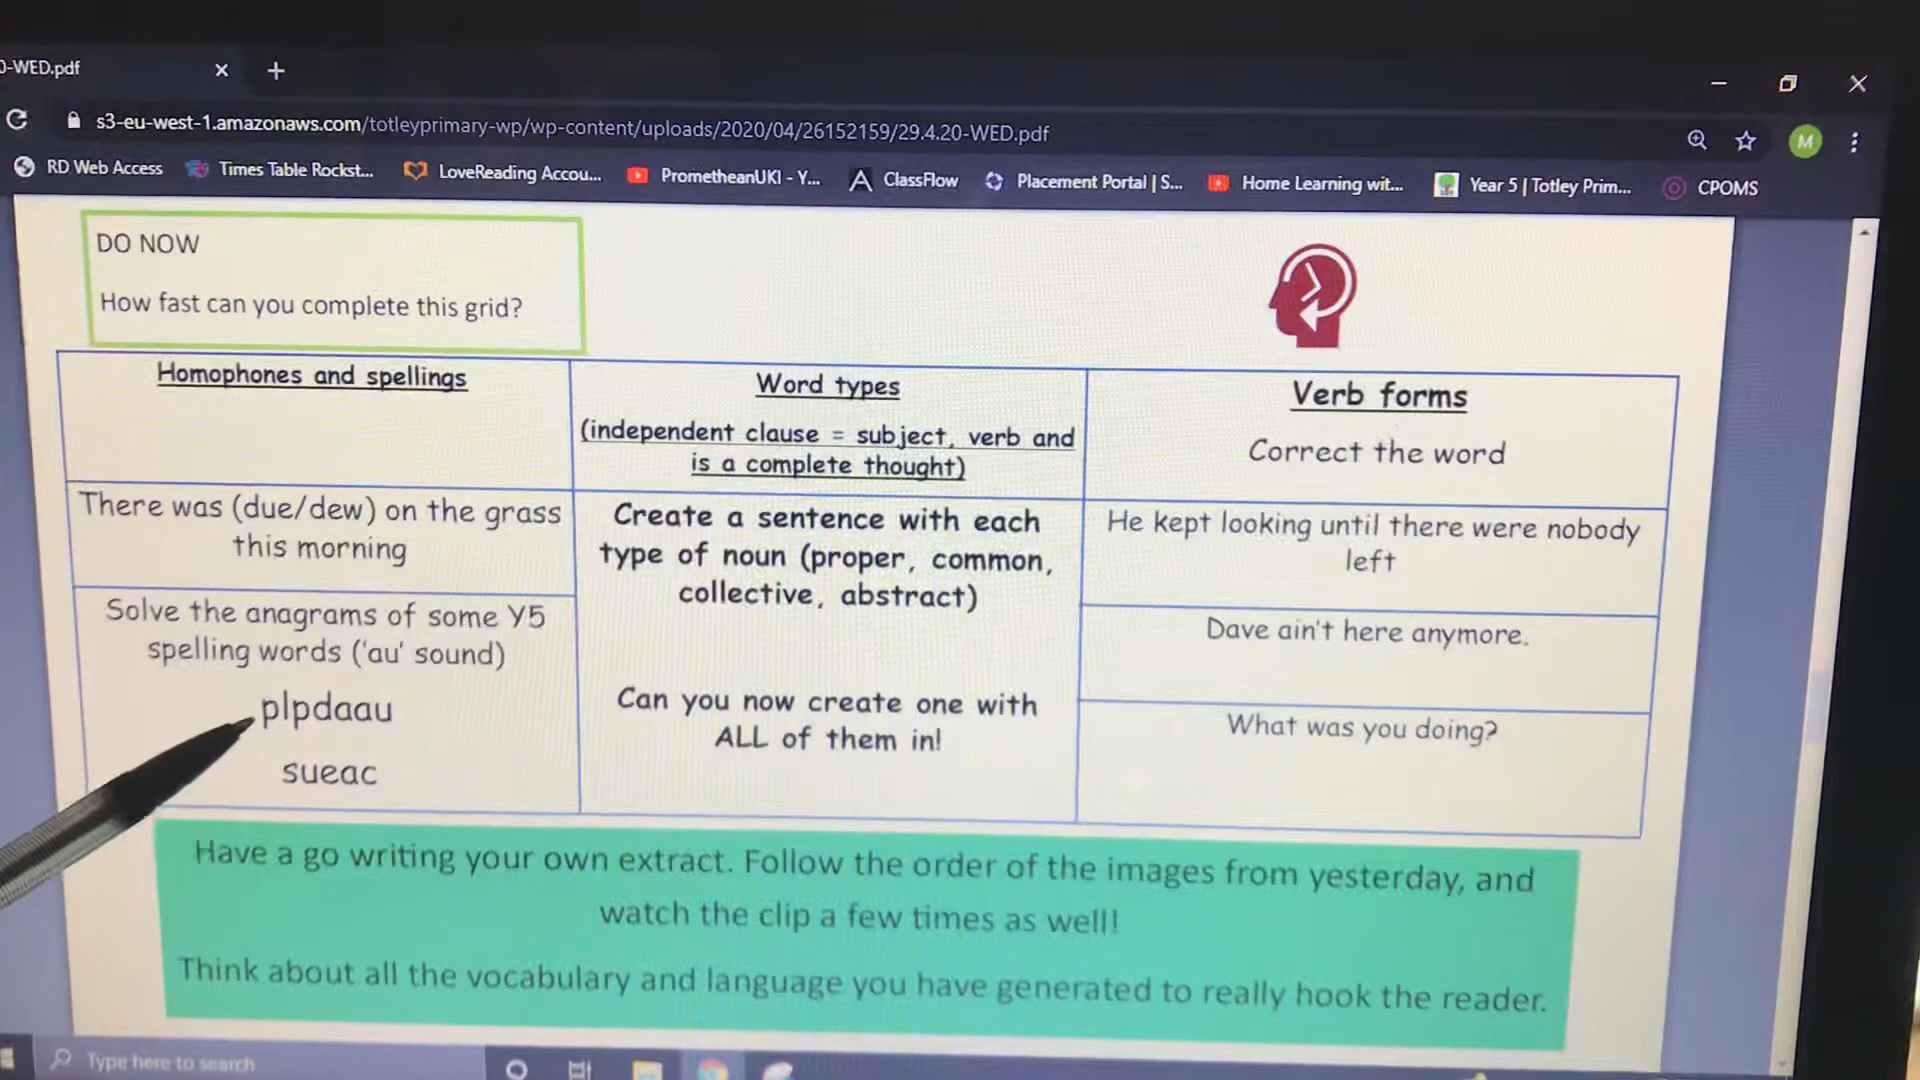 0-WED.pdf
s3-eu-west-1.amazonaws.com/totleyprimary-wp/wp-content/uploads/2020/04/26152159/29.4.20-WED.pdf
M
RD Web Access Times Table Rockst... LoveReading Accou... PrometheanUKI - Y... ClassFlow Placement Portal | S... Home Learning wit... Year 5 | Totley Prim... CPOMS
DO NOW
How fast can you complete this grid?
Homophones and spellings
Word types
(independent clause = subject, verb and
is a complete thought)
Verb forms
Correct the word
There was (due/dew) on the grass
this morning
Solve the anagrams of some Y5
spelling words ('au' sound)
plpdaau
sueac
Create a sentence with each
type of noun (proper, common,
collective, abstract)
Can you now create one with
ALL of them in!
He kept looking until there were nobody
left
Dave ain't here anymore.
What was you doing?
Have a go writing your own extract. Follow the order of the images from yesterday, and
watch the clip a few times as well!
Think about all the vocabulary and language you have generated to really hook the reader.
Type here to search